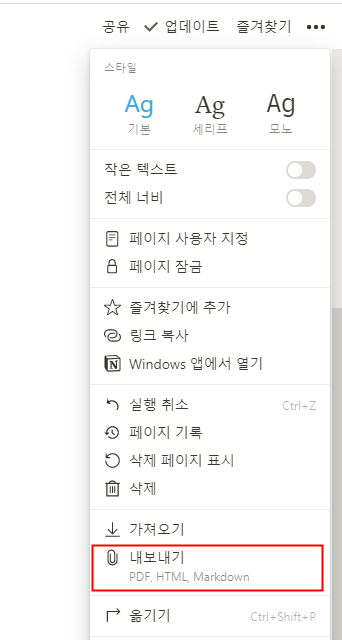 공유 업데이트 즐겨찾기
스타일
Ag Ag Ag
기본 세리프 모노
작은 텍스트
전체 너비
페이지 사용자 지정
페이지 잠금
즐겨찾기에 추가
링크 복사
Windows 앱에서 열기
실행 취소 Ctrl+Z
페이지 기록
삭제 페이지 표시
삭제
가져오기
내보내기
PDF, HTML, Markdown
옮기기 Ctrl+Shift+P